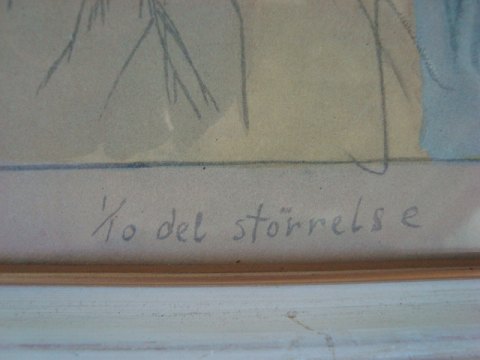 1/10 del störrelse